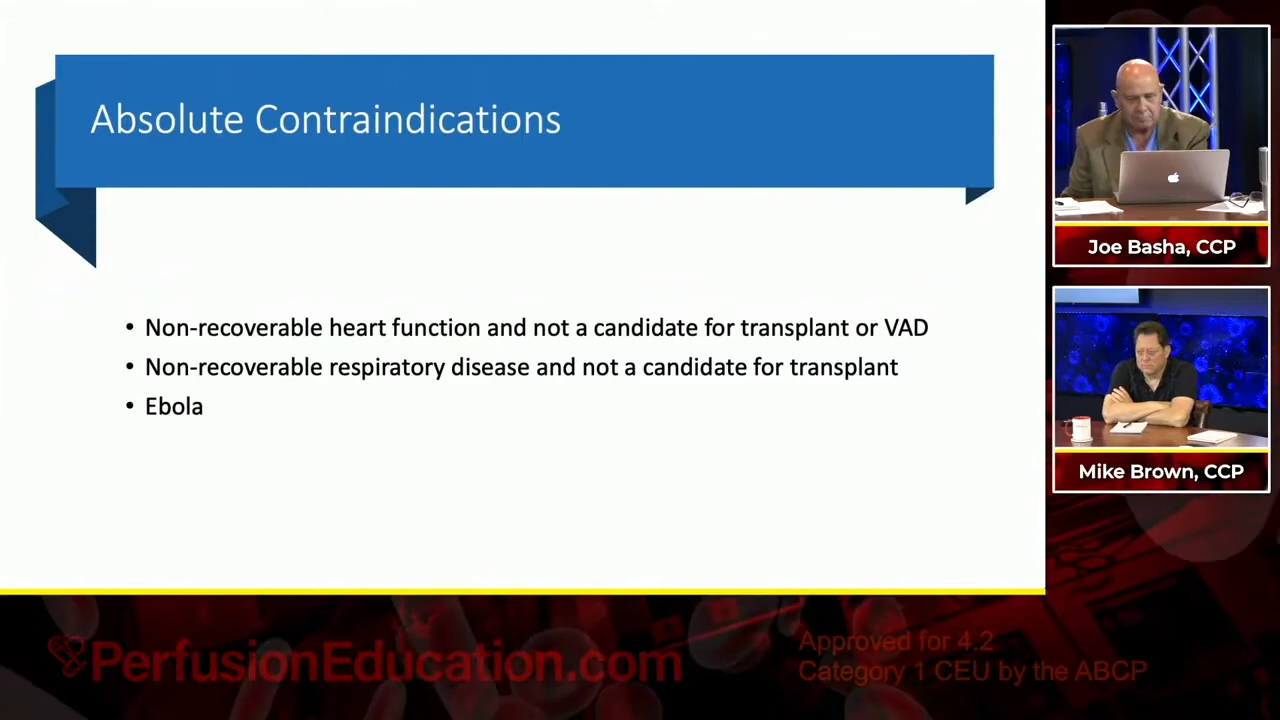 Absolute Contraindications
• Non-recoverable heart function and not a candidate for transplant or VAD
• Non-recoverable respiratory disease and not a candidate for transplant
• Ebola
Joe Basha, CCP
Mike Brown, CCP
PerfusionEducation.com
Approved for 4.2
Category 1 CEU by the ABCP